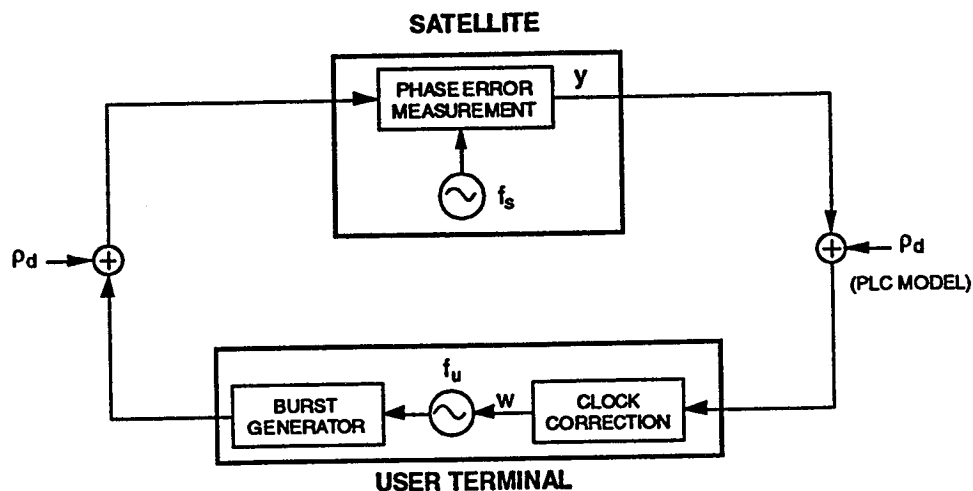 SATELLITE
PHASE ERROR
MEASUREMENT
y
fs
ρd
ρd
(PLC MODEL)
fu
BURST
GENERATOR
w
CLOCK
CORRECTION
USER TERMINAL